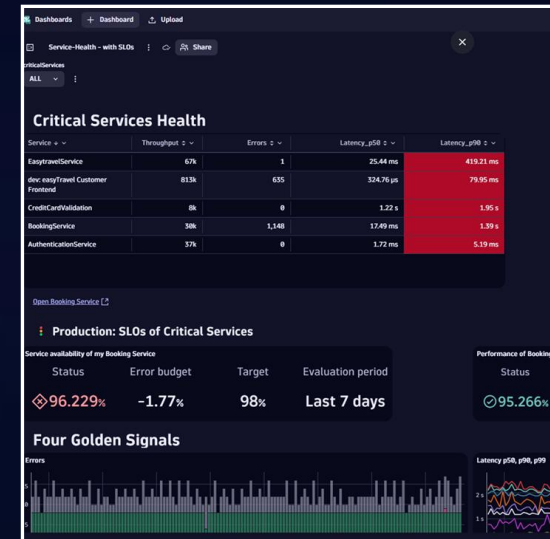 Dashboards + Dashboard Upload
Service-Health - with SLOs Share
criticalServices
ALL
Critical Services Health
Service Throughput Errors Latency_p50 Latency_p90
EasytravelService 67k 1 25.44 ms 419.21 ms
dev: easyTravel Customer Frontend 813k 635 324.76 µs 79.95 ms
CreditCardValidation 8k 0 1.22 s 1.95 s
BookingService 30k 1,148 17.49 ms 1.39 s
AuthenticationService 37k 0 1.72 ms 5.19 ms
Open Booking Service
Production: SLOs of Critical Services
Service availability of my Booking Service Performance of Booking
Status Error budget Target Evaluation period Status
96.229% -1.77% 98% Last 7 days 95.266%
Four Golden Signals
Errors Latency p50, p90, p99
2 s
1 s